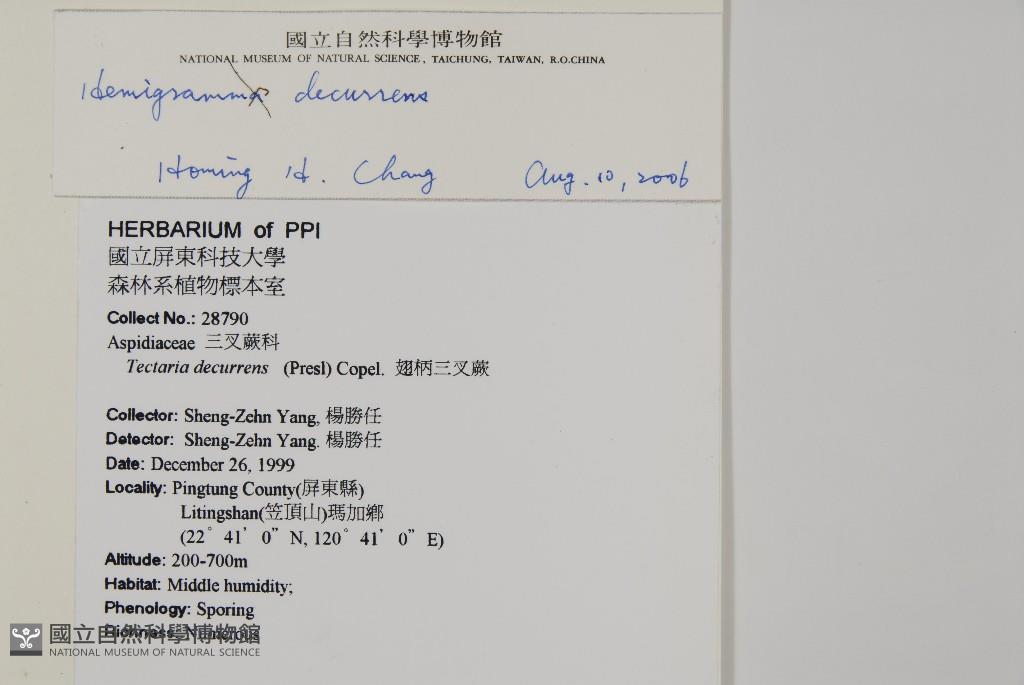 國立自然科學博物館
NATIONAL MUSEUM OF NATURAL SCIENCE, TAICHUNG, TAIWAN, R.O.CHINA
Hemigramma decurrens
Homing H. Chang Aug. 10, 2006
HERBARIUM of PPI
國立屏東科技大學
森林系植物標本室
Collect No.: 28790
Aspidiaceae 三叉蕨科
Tectaria decurrens (Presl) Copel. 翅柄三叉蕨
Collector: Sheng-Zehn Yang, 楊勝任
Detector: Sheng-Zehn Yang. 楊勝任
Date: December 26, 1999
Locality: Pingtung County(屏東縣)
Litingshan(笠頂山)瑪加鄉
(22° 41' 0" N, 120° 41' 0" E)
Altitude: 200-700m
Habitat: Middle humidity;
Phenology: Sporing
Richness: Numerous
國立自然科學博物館
NATIONAL MUSEUM OF NATURAL SCIENCE